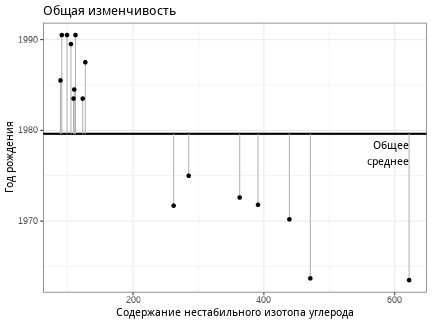 Общая изменчивость
1990
1980
1970
Год рождения
Общее
среднее
200
400
600
Содержание нестабильного изотопа углерода